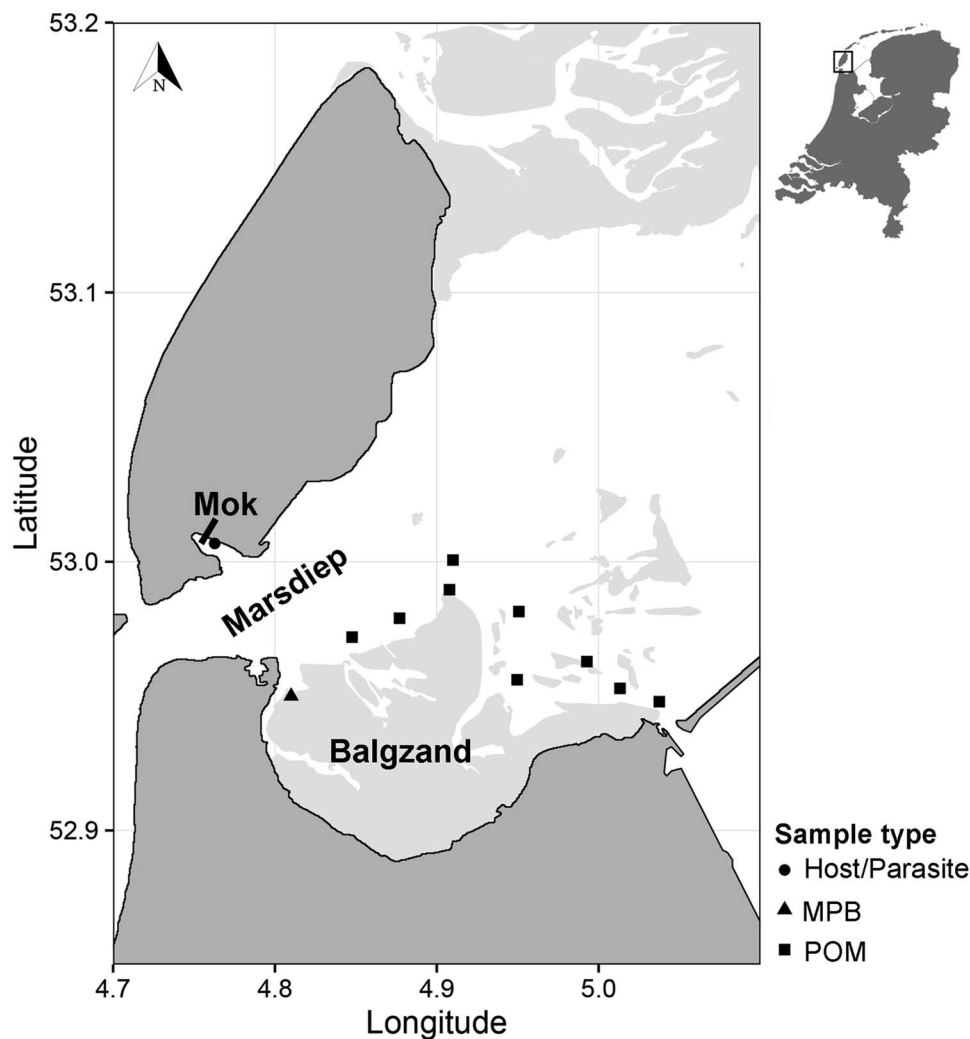 N
53.2
53.1
53.0
52.9
Latitude
Mok
Marsdiep
Balgzand
4.7 4.8 4.9 5.0
Longitude
Sample type
Host/Parasite
MPB
POM